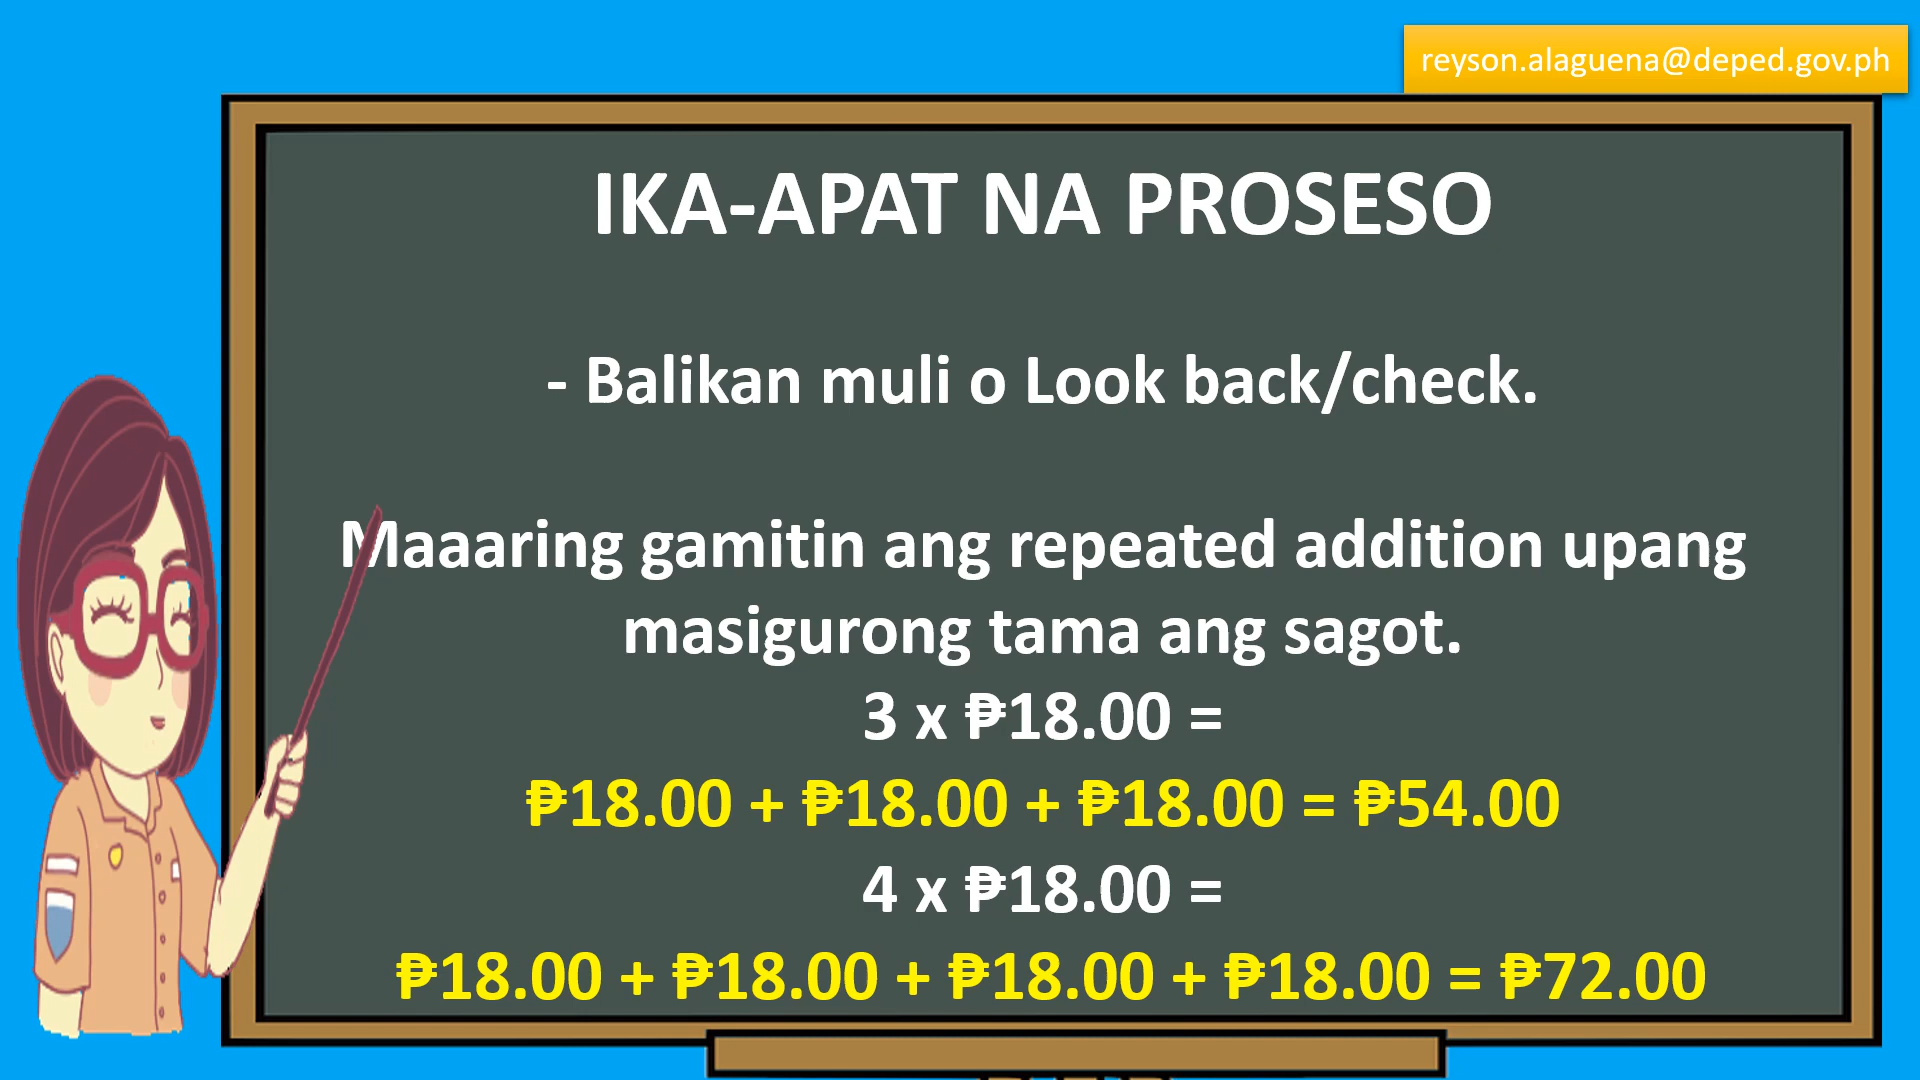 reyson.alaguena@deped.gov.ph
IKA-APAT NA PROSESO
- Balikan muli o Look back/check.
Maaaring gamitin ang repeated addition upang
masigurong tama ang sagot.
3 x ₱18.00 =
₱18.00 + ₱18.00 + ₱18.00 = ₱54.00
4 x ₱18.00 =
₱18.00 + ₱18.00 + ₱18.00 + ₱18.00 = ₱72.00